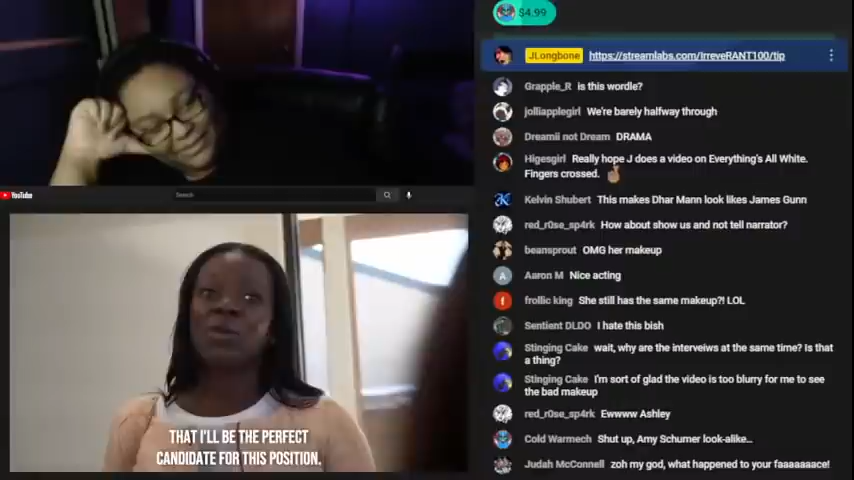 $4.99
JLongbone https://streamlabs.com/IrreveRANT100/tip
Grapple_R is this wordle?
jolliapplegirl We're barely halfway through
Dreamii not Dream DRAMA
Higesgirl Really hope J does a video on Everything's All White.
Fingers crossed.
Kelvin Shubert This makes Dhar Mann look likes James Gunn
red_r0se_sp4rk How about show us and not tell narrator?
beansprout OMG her makeup
A Aaron M Nice acting
f frollic king She still has the same makeup?! LOL
Sentient DLDO I hate this bish
Stinging Cake wait, why are the interveiws at the same time? Is that
a thing?
Stinging Cake I'm sort of glad the video is too blurry for me to see
the bad makeup
red_r0se_sp4rk Ewwww Ashley
Cold Warmech Shut up, Amy Schumer look-alike..
Judah McConnell zoh my god, what happened to your faaaaaaace!
YouTube
Search
THAT I'LL BE THE PERFECT
CANDIDATE FOR THIS POSITION.